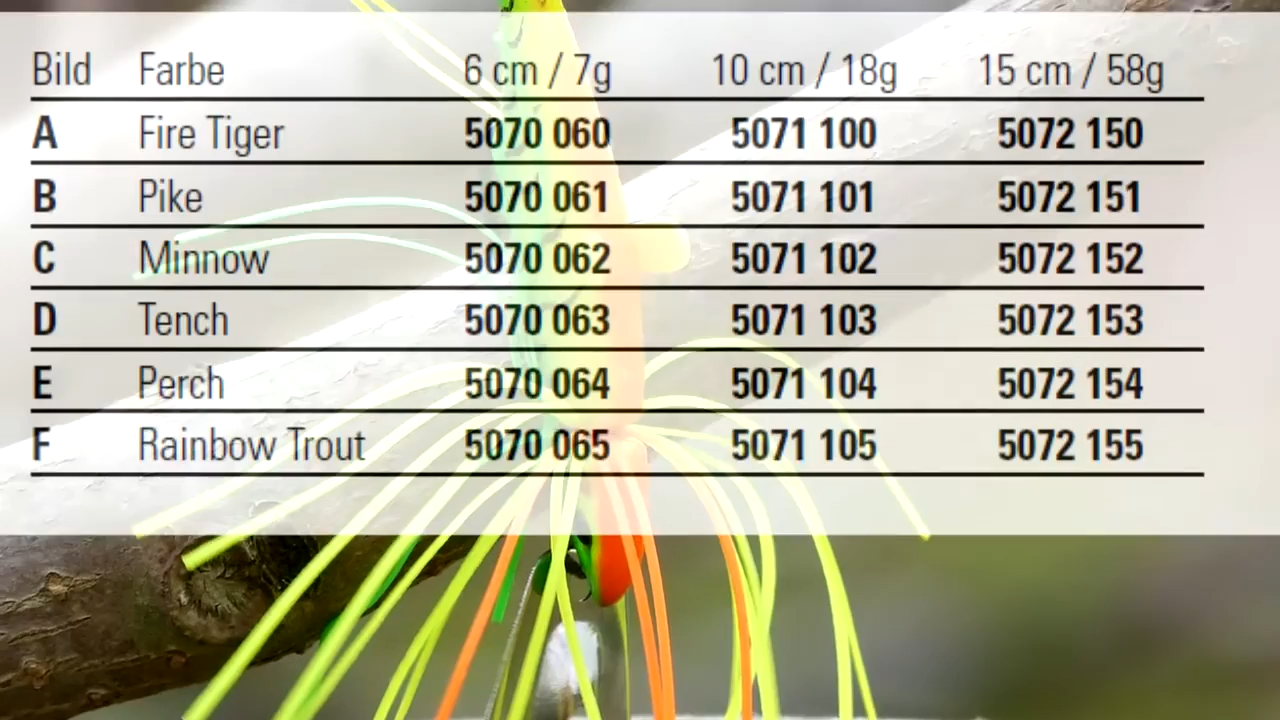 Bild Farbe 6 cm / 7g 10 cm / 18g 15 cm / 58g
A Fire Tiger 5070 060 5071 100 5072 150
B Pike 5070 061 5071 101 5072 151
C Minnow 5070 062 5071 102 5072 152
D Tench 5070 063 5071 103 5072 153
E Perch 5070 064 5071 104 5072 154
F Rainbow Trout 5070 065 5071 105 5072 155